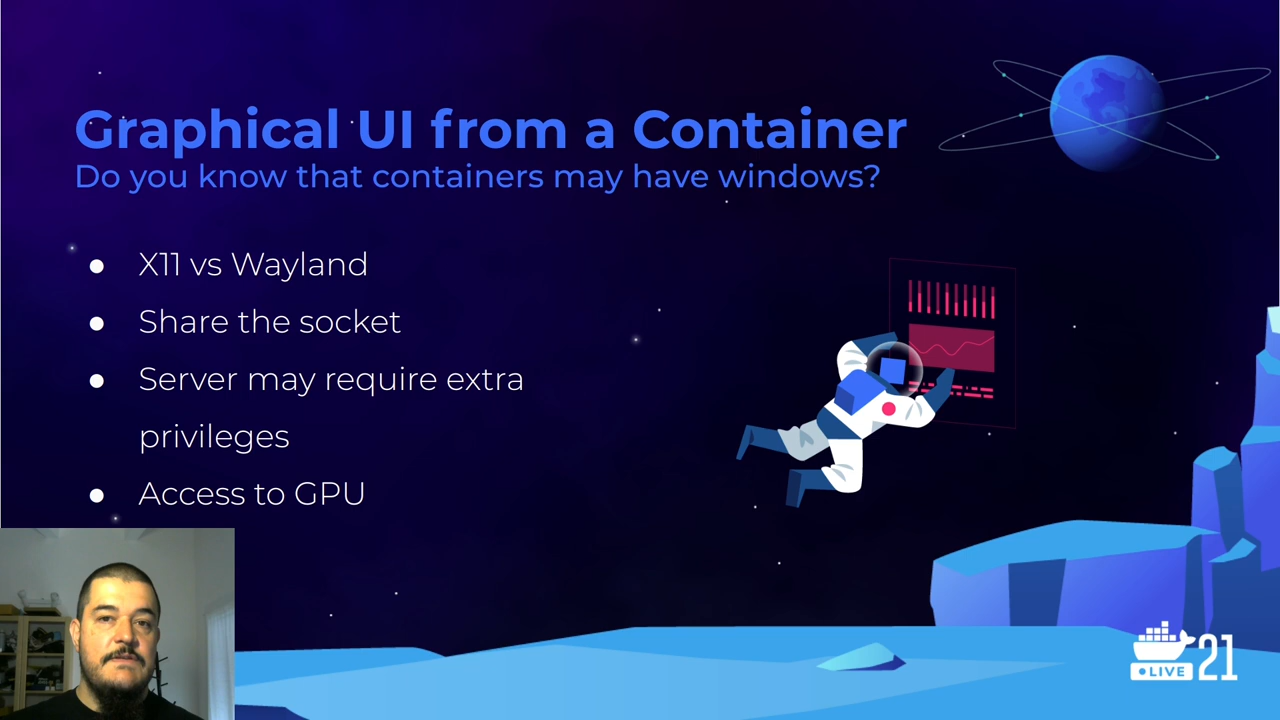 Graphical UI from a Container
Do you know that containers may have windows?
● X11 vs Wayland
● Share the socket
● Server may require extra
privileges
● Access to GPU
LIVE 21